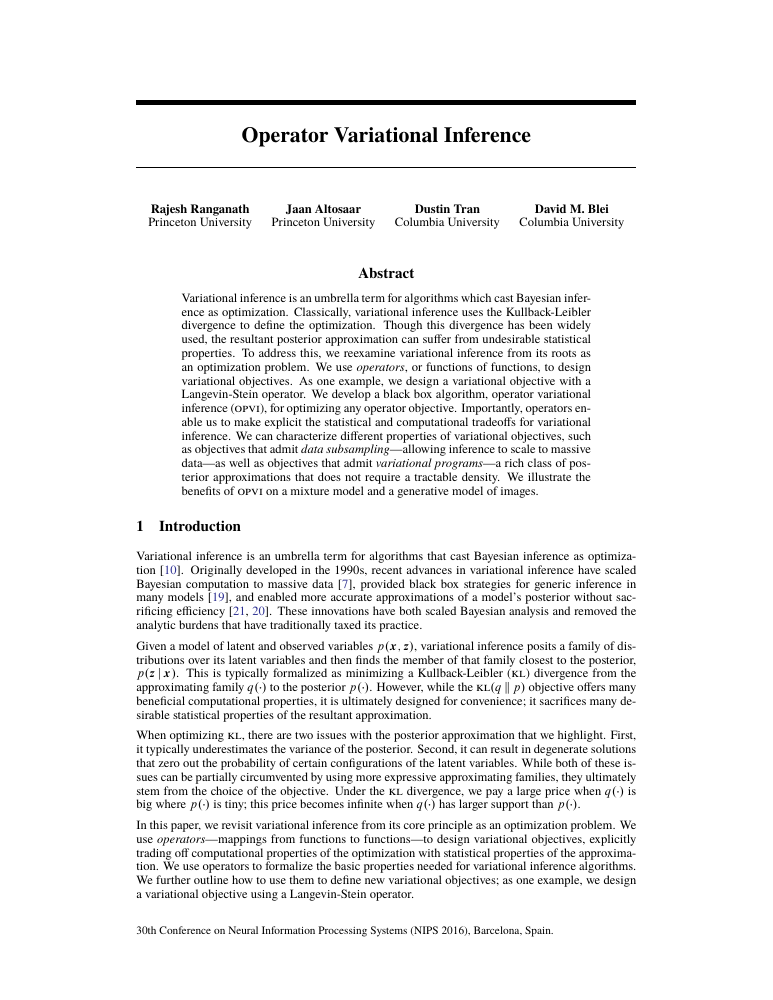 Operator Variational Inference
Rajesh Ranganath
Princeton University
Jaan Altosaar
Princeton University
Dustin Tran
Columbia University
David M. Blei
Columbia University
Abstract
Variational inference is an umbrella term for algorithms which cast Bayesian infer-
ence as optimization. Classically, variational inference uses the Kullback-Leibler
divergence to define the optimization. Though this divergence has been widely
used, the resultant posterior approximation can suffer from undesirable statistical
properties. To address this, we reexamine variational inference from its roots as
an optimization problem. We use operators, or functions of functions, to design
variational objectives. As one example, we design a variational objective with a
Langevin-Stein operator. We develop a black box algorithm, operator variational
inference (OPVI), for optimizing any operator objective. Importantly, operators en-
able us to make explicit the statistical and computational tradeoffs for variational
inference. We can characterize different properties of variational objectives, such
as objectives that admit data subsampling—allowing inference to scale to massive
data—as well as objectives that admit variational programs—a rich class of pos-
terior approximations that does not require a tractable density. We illustrate the
benefits of OPVI on a mixture model and a generative model of images.
1 Introduction
Variational inference is an umbrella term for algorithms that cast Bayesian inference as optimiza-
tion [10]. Originally developed in the 1990s, recent advances in variational inference have scaled
Bayesian computation to massive data [7], provided black box strategies for generic inference in
many models [19], and enabled more accurate approximations of a model's posterior without sac-
rificing efficiency [21, 20]. These innovations have both scaled Bayesian analysis and removed the
analytic burdens that have traditionally taxed its practice.
Given a model of latent and observed variables p(x, z), variational inference posits a family of dis-
tributions over its latent variables and then finds the member of that family closest to the posterior,
p(z | x). This is typically formalized as minimizing a Kullback-Leibler (KL) divergence from the
approximating family q(·) to the posterior p(·). However, while the KL(q ∥ p) objective offers many
beneficial computational properties, it is ultimately designed for convenience; it sacrifices many de-
sirable statistical properties of the resultant approximation.
When optimizing KL, there are two issues with the posterior approximation that we highlight. First,
it typically underestimates the variance of the posterior. Second, it can result in degenerate solutions
that zero out the probability of certain configurations of the latent variables. While both of these is-
sues can be partially circumvented by using more expressive approximating families, they ultimately
stem from the choice of the objective. Under the KL divergence, we pay a large price when q(·) is
big where p(·) is tiny; this price becomes infinite when q(·) has larger support than p(·).
In this paper, we revisit variational inference from its core principle as an optimization problem. We
use operators—mappings from functions to functions—to design variational objectives, explicitly
trading off computational properties of the optimization with statistical properties of the approxima-
tion. We use operators to formalize the basic properties needed for variational inference algorithms.
We further outline how to use them to define new variational objectives; as one example, we design
a variational objective using a Langevin-Stein operator.
30th Conference on Neural Information Processing Systems (NIPS 2016), Barcelona, Spain.